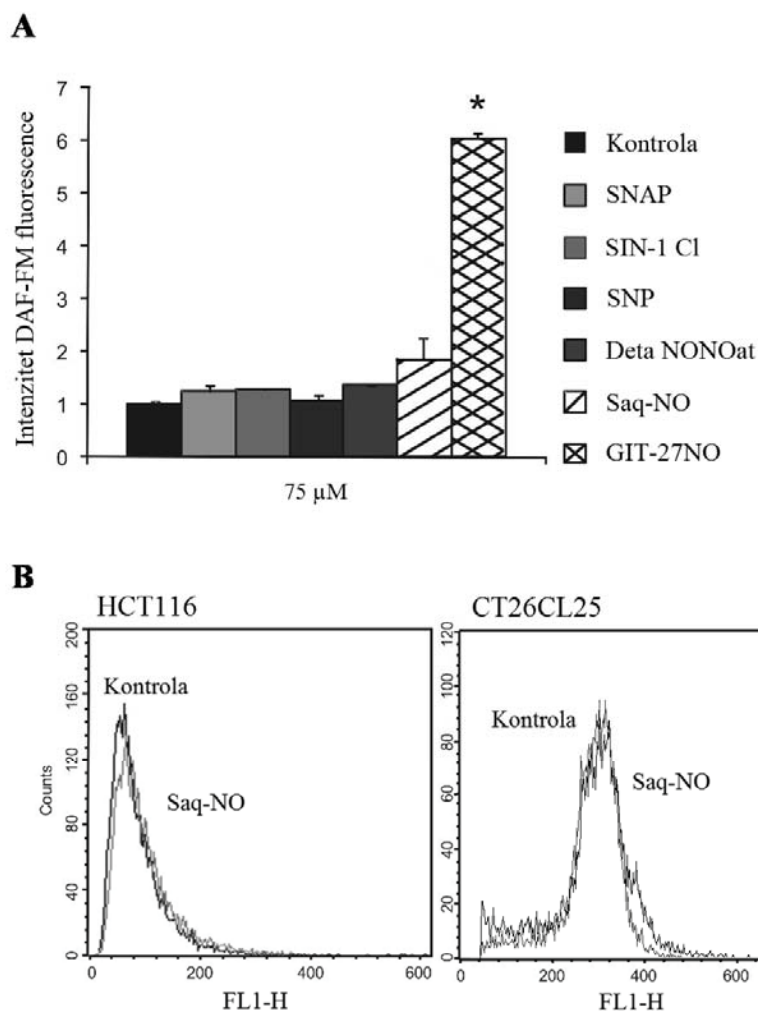 A
Intenzitet DAF-FM fluorescence
7
6
5
4
3
2
1
0
*
75 µM
Kontrola
SNAP
SIN-1 Cl
SNP
Deta NONOat
Saq-NO
GIT-27NO
B
HCT116
Counts
200
160
120
80
40
0
Kontrola
Saq-NO
0 200 400 600
FL1-H
CT26CL25
120
100
80
60
40
20
0
Kontrola
Saq-NO
0 200 400 600
FL1-H